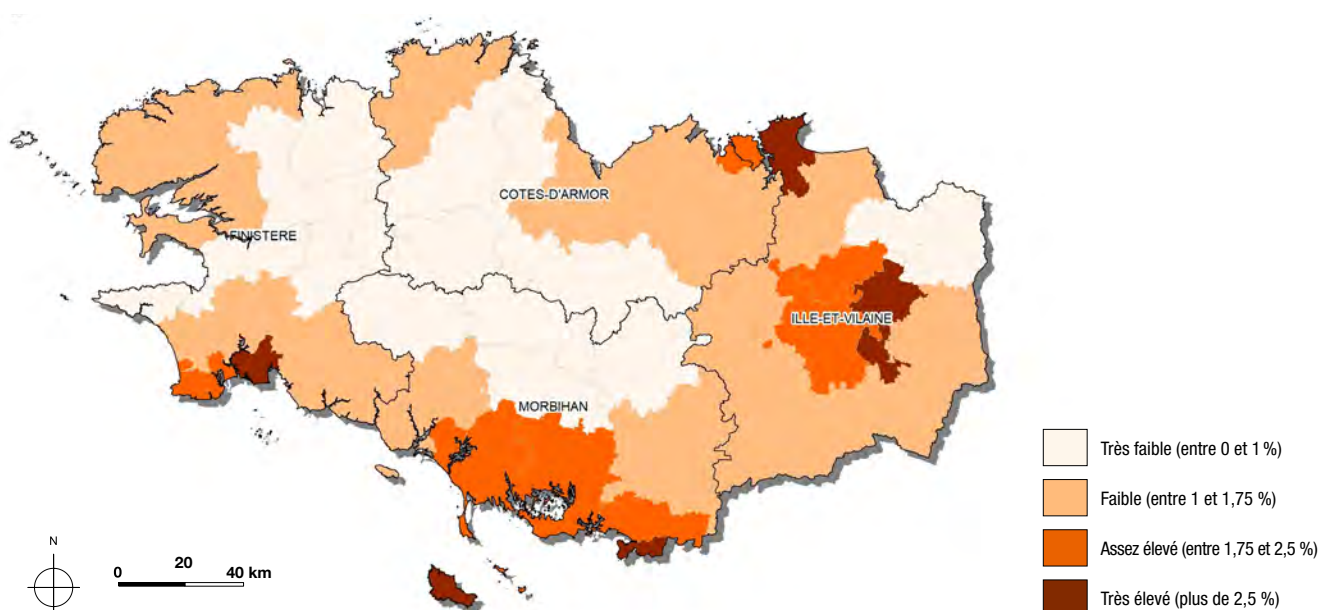 COTES-D'ARMOR
FINISTERE
ILLE-ET-VILAINE
MORBIHAN
Très faible (entre 0 et 1 %)
Faible (entre 1 et 1,75 %)
Assez élevé (entre 1,75 et 2,5 %)
Très élevé (plus de 2,5 %)
N
0 20 40 km